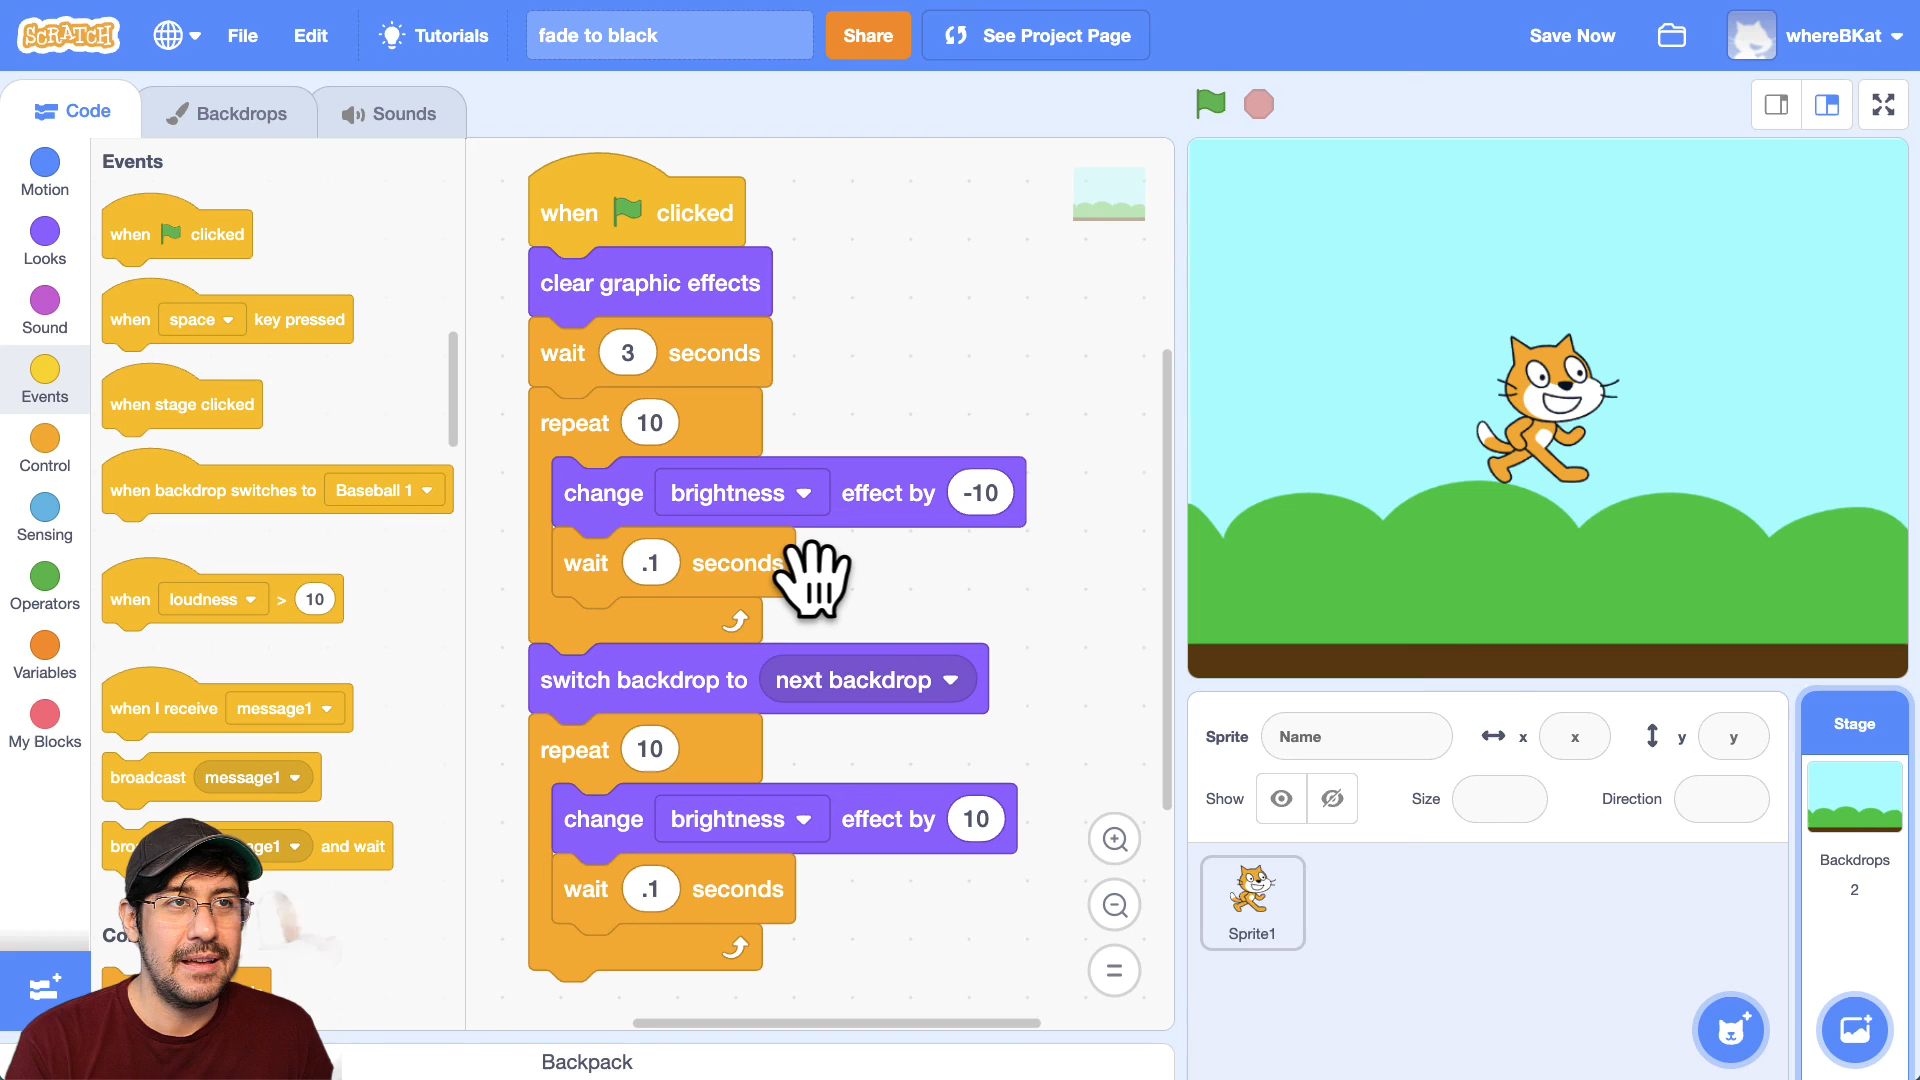 SCRATCH File Edit Tutorials fade to black Share See Project Page Save Now whereBKat
Code Backdrops Sounds
Motion
Looks
Sound
Events
Control
Sensing
Operators
Variables
My Blocks
Events
when clicked
when space key pressed
when stage clicked
when backdrop switches to Baseball 1
when loudness > 10
when I receive message1
broadcast message1
and wait
when clicked
clear graphic effects
wait 3 seconds
repeat 10
change brightness effect by -10
wait .1 seconds
switch backdrop to next backdrop
repeat 10
change brightness effect by 10
wait .1 seconds
Backpack
Sprite Name x x y y
Show Size Direction
Sprite1
Stage
Backdrops
2